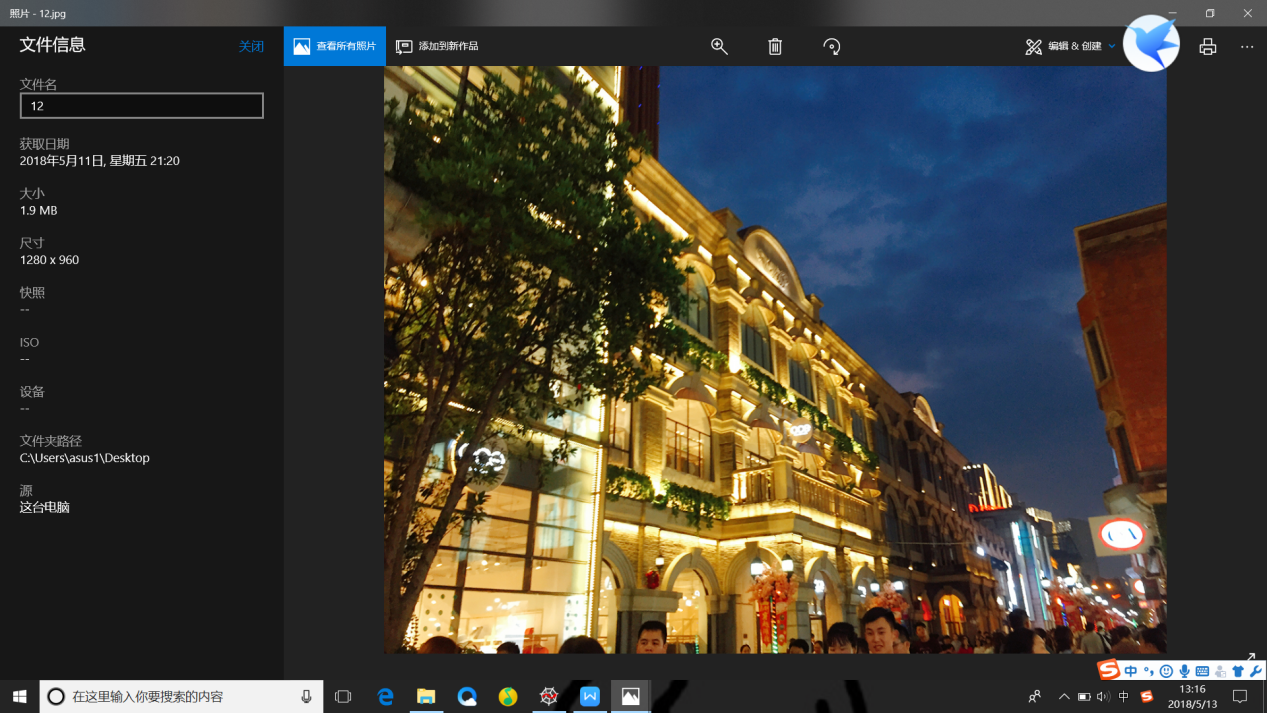 照片 - 12.jpg
文件信息
关闭
查看所有照片
添加到新作品
编辑 & 创建
文件名
12
获取日期
2018年5月11日, 星期五 21:20
大小
1.9 MB
尺寸
1280 x 960
快照
--
ISO
--
设备
--
文件夹路径
C:\Users\asus1\Desktop
源
这台电脑
中
在这里输入你要搜索的内容
中
13:16
2018/5/13